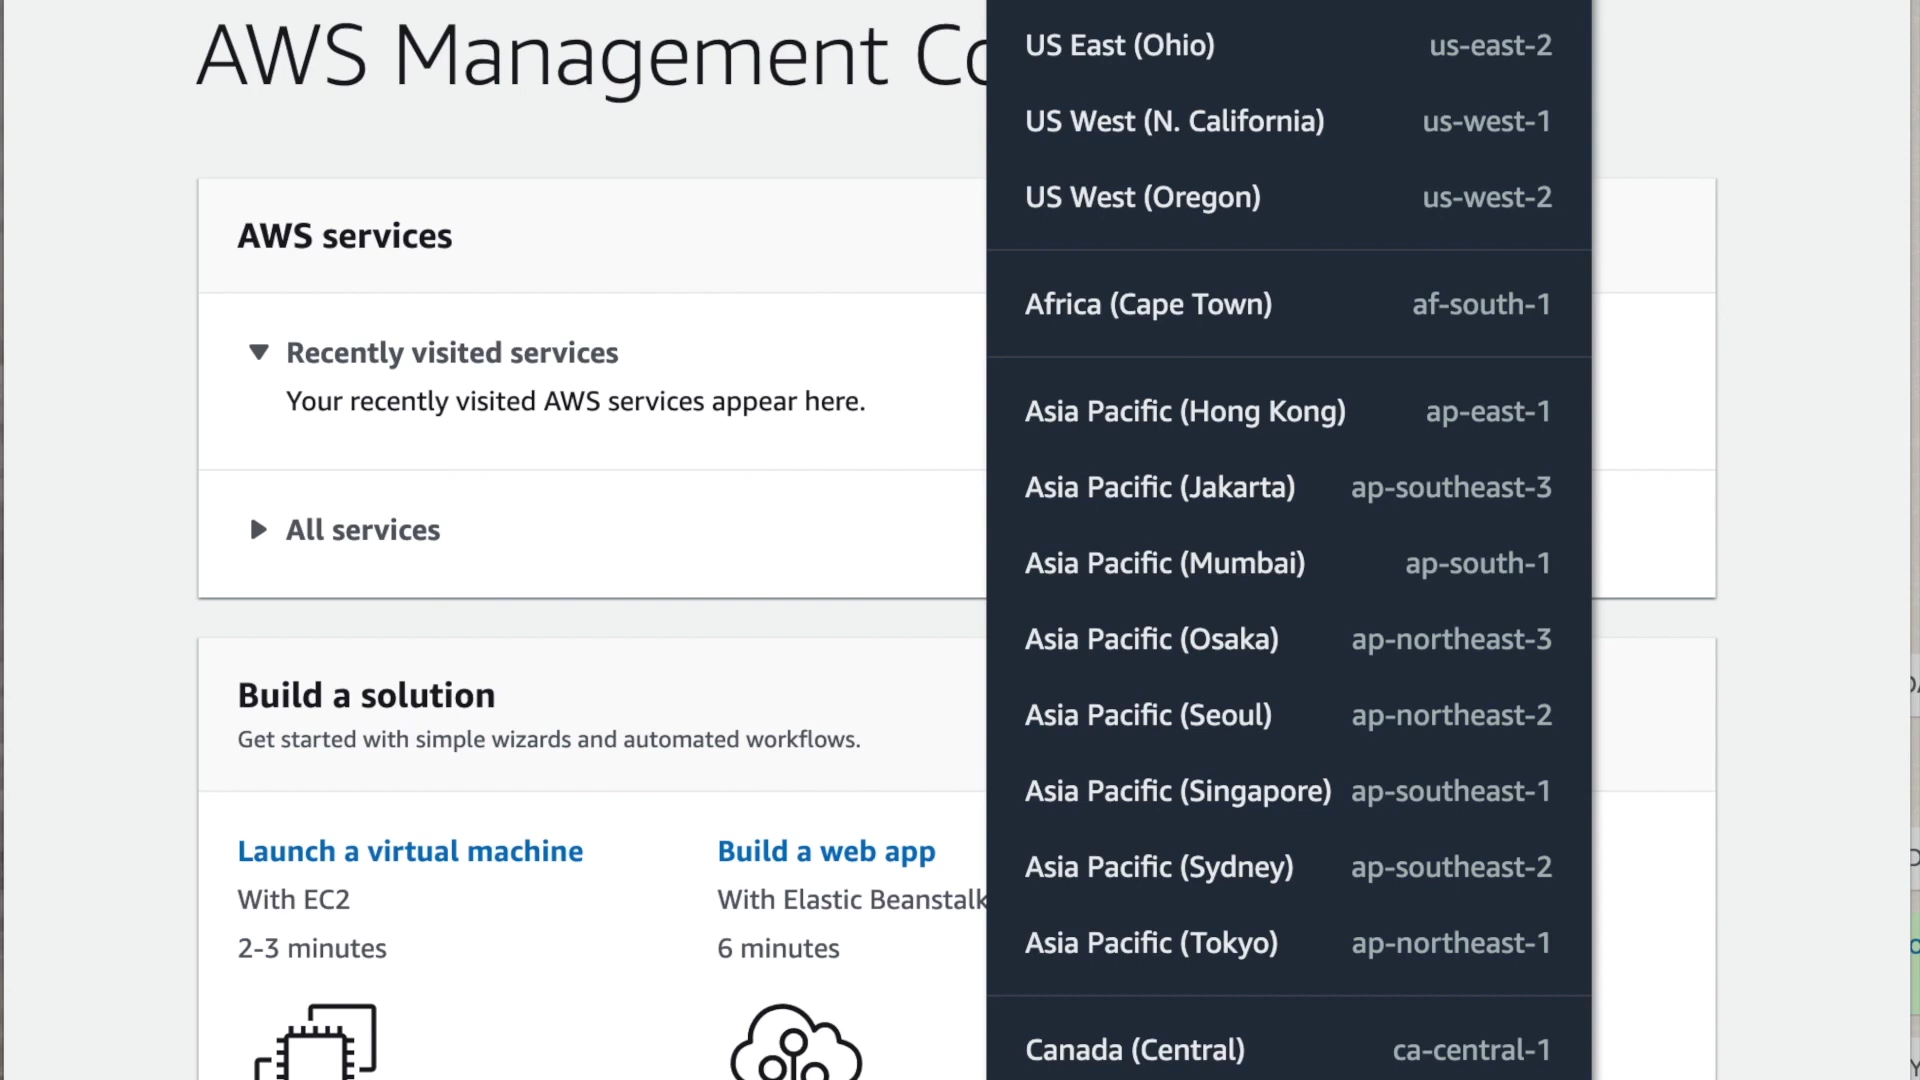 AWS Management
AWS services
Recently visited services
Your recently visited AWS services appear here.
All services
Build a solution
Get started with simple wizards and automated workflows.
Launch a virtual machine
With EC2
2-3 minutes
Build a web app
With Elastic Beanstalk
6 minutes
US East (Ohio) us-east-2
US West (N. California) us-west-1
US West (Oregon) us-west-2
Africa (Cape Town) af-south-1
Asia Pacific (Hong Kong) ap-east-1
Asia Pacific (Jakarta) ap-southeast-3
Asia Pacific (Mumbai) ap-south-1
Asia Pacific (Osaka) ap-northeast-3
Asia Pacific (Seoul) ap-northeast-2
Asia Pacific (Singapore) ap-southeast-1
Asia Pacific (Sydney) ap-southeast-2
Asia Pacific (Tokyo) ap-northeast-1
Canada (Central) ca-central-1